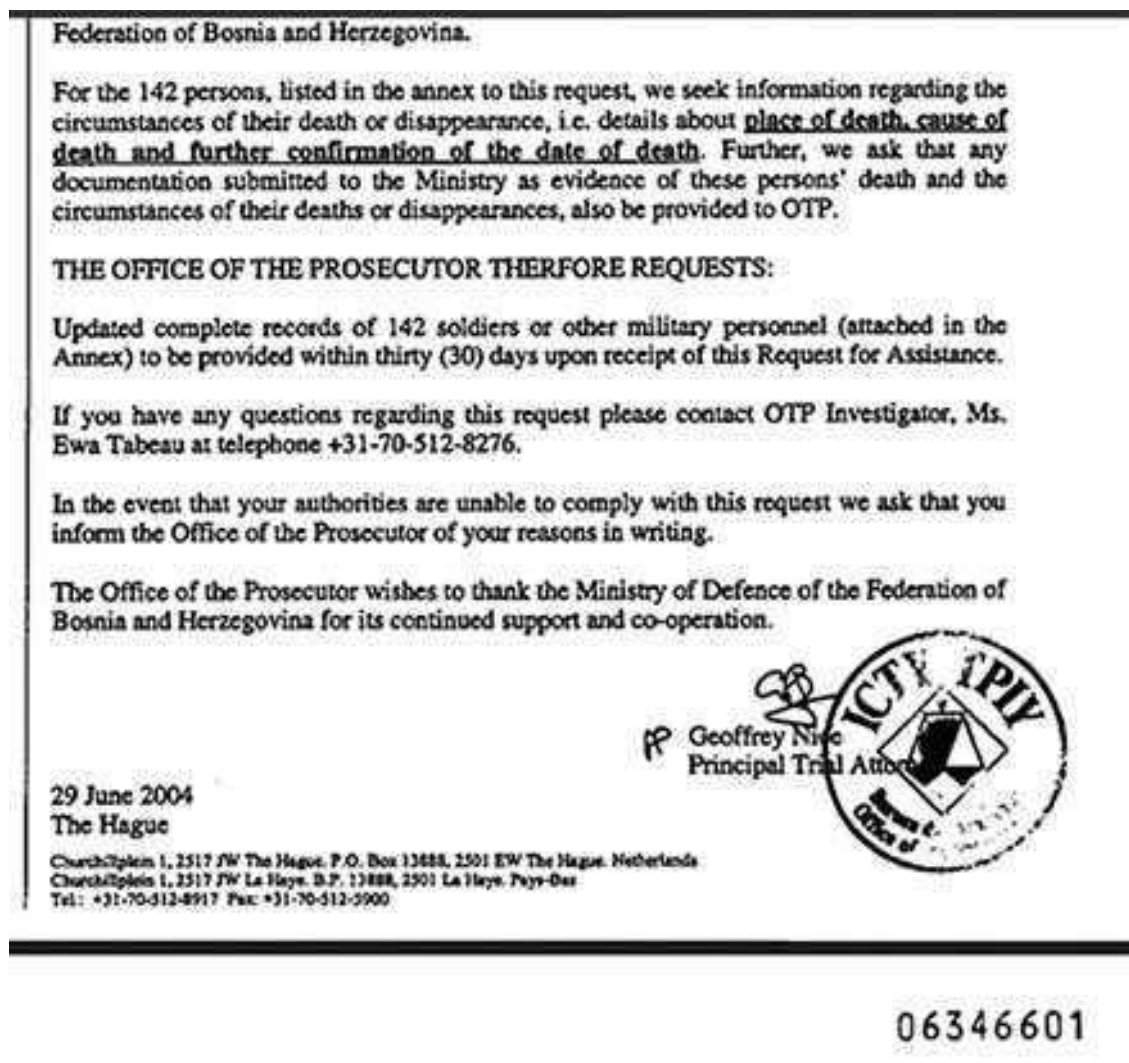 Federation of Bosnia and Herzegovina.
For the 142 persons, listed in the annex to this request, we seek information regarding the
circumstances of their death or disappearance, i.e. details about place of death, cause of
death and further confirmation of the date of death. Further, we ask that any
documentation submitted to the Ministry as evidence of these persons' death and the
circumstances of their deaths or disappearances, also be provided to OTP.
THE OFFICE OF THE PROSECUTOR THERFORE REQUESTS:
Updated complete records of 142 soldiers or other military personnel (attached in the
Annex) to be provided within thirty (30) days upon receipt of this Request for Assistance.
If you have any questions regarding this request please contact OTP Investigator, Ms.
Ewa Tabeau at telephone +31-70-512-8276.
In the event that your authorities are unable to comply with this request we ask that you
inform the Office of the Prosecutor of your reasons in writing.
The Office of the Prosecutor wishes to thank the Ministry of Defence of the Federation of
Bosnia and Herzegovina for its continued support and co-operation.
ICTY TPIY
Geoffrey Nice
Principal Trial
Office of
29 June 2004
The Hague
Churchillplein 1, 2517 JW The Hague. P.O. Box 13888, 2501 EW The Hague. Netherlands
Churchillplein 1, 2517 JW La Haye. B.P. 13888, 2501 La Haye. Pays-Bas
Tel: +31-70-512-8917 Fax: +31-70-512-5900
06346601